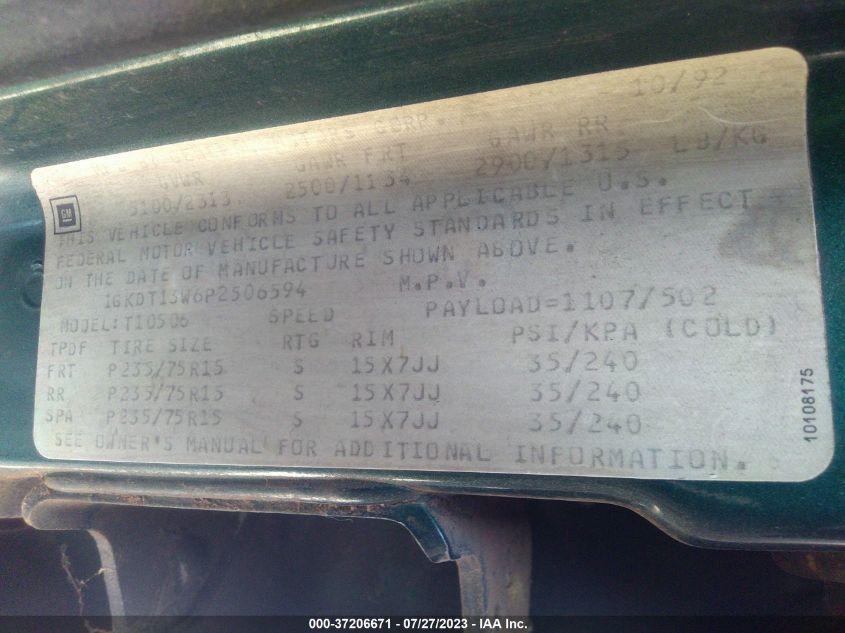 10/92
GENERAL MOTORS CORP.
GVWR GAWR FRT GAWR RR
5100/2313 2500/1134 2900/1315 LB/KG
GM
THIS VEHICLE CONFORMS TO ALL APPLICABLE U.S.
FEDERAL MOTOR VEHICLE SAFETY STANDARDS IN EFFECT
ON THE DATE OF MANUFACTURE SHOWN ABOVE.
1GKDT13W6P2506594 M.P.V.
MODEL:T10506 SPEED PAYLOAD=1107/502
TPDF TIRE SIZE RTG RIM PSI/KPA (COLD)
FRT P235/75R15 S 15X7JJ 35/240
RR P235/75R15 S 15X7JJ 35/240
SPA P235/75R15 S 15X7JJ 35/240
SEE OWNER'S MANUAL FOR ADDITIONAL INFORMATION.
10108175
000-37206671 / 07/27/2023 - IAA Inc.